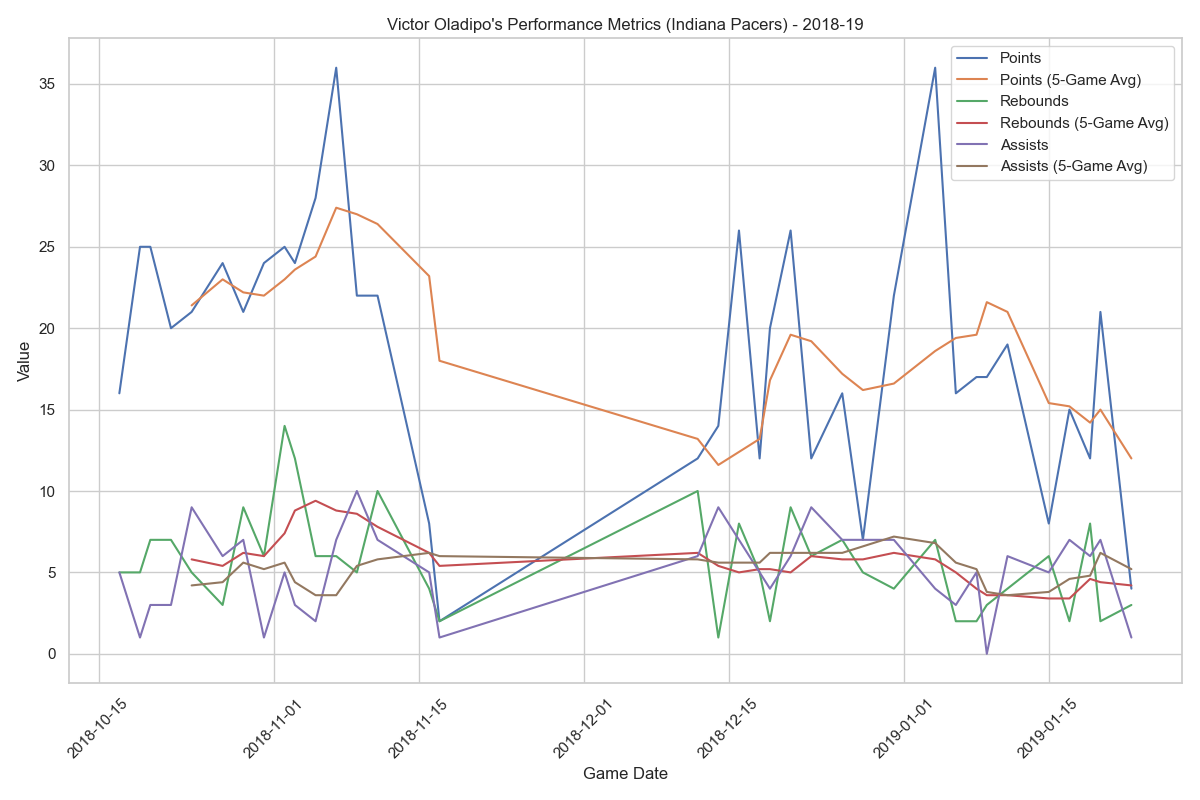 Victor Oladipo's Performance Metrics (Indiana Pacers) - 2018-19
Points
Points (5-Game Avg)
Rebounds
Rebounds (5-Game Avg)
Assists
Assists (5-Game Avg)
Value
35
30
25
20
15
10
5
0
2018-10-15
2018-11-01
2018-11-15
2018-12-01
2018-12-15
2019-01-01
2019-01-15
Game Date